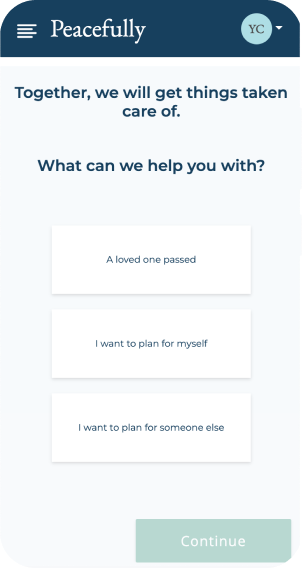 Peacefully
YC
Together, we will get things taken
care of.
What can we help you with?
A loved one passed
I want to plan for myself
I want to plan for someone else
Continue